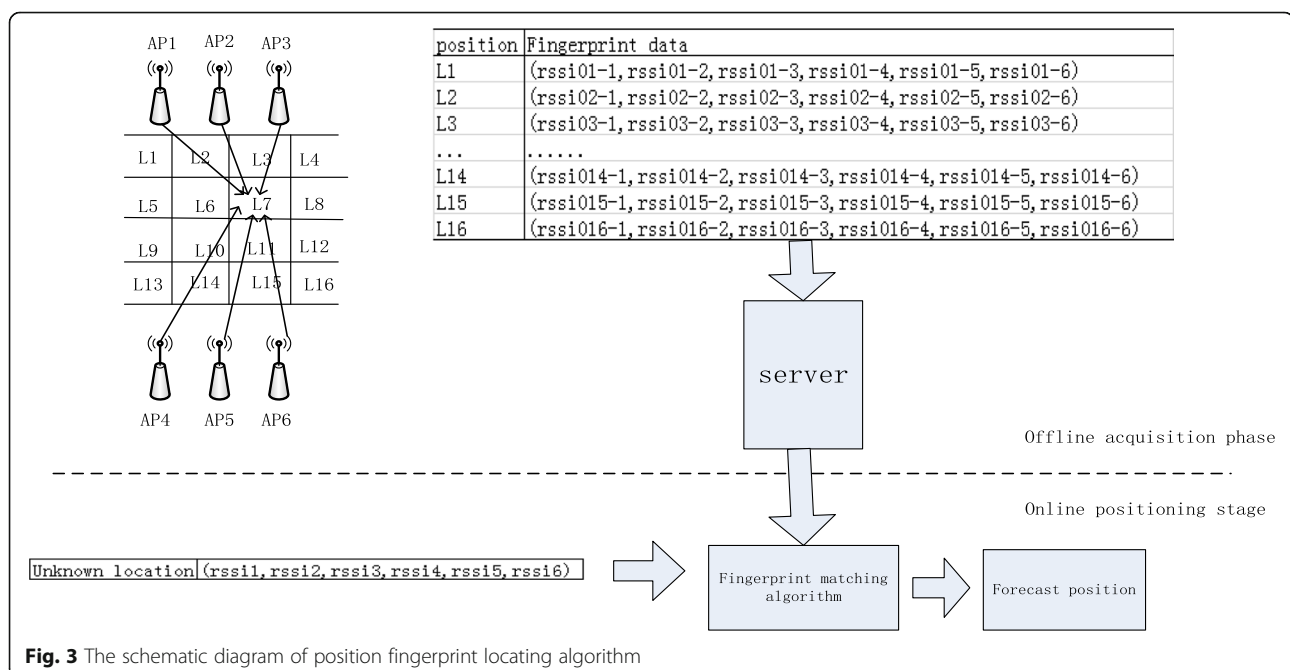 AP1 AP2 AP3
L1 L2 L3 L4
L5 L6 L7 L8
L9 L10 L11 L12
L13 L14 L15 L16
AP4 AP5 AP6
position Fingerprint data
L1 (rssi01-1,rssi01-2,rssi01-3,rssi01-4,rssi01-5,rssi01-6)
L2 (rssi02-1,rssi02-2,rssi02-3,rssi02-4,rssi02-5,rssi02-6)
L3 (rssi03-1,rssi03-2,rssi03-3,rssi03-4,rssi03-5,rssi03-6)
... ......
L14 (rssi014-1,rssi014-2,rssi014-3,rssi014-4,rssi014-5,rssi014-6)
L15 (rssi015-1,rssi015-2,rssi015-3,rssi015-4,rssi015-5,rssi015-6)
L16 (rssi016-1,rssi016-2,rssi016-3,rssi016-4,rssi016-5,rssi016-6)
server
Offline acquisition phase
Online positioning stage
Unknown location (rssi1,rssi2,rssi3,rssi4,rssi5,rssi6)
Fingerprint matching
algorithm
Forecast position
Fig. 3 The schematic diagram of position fingerprint locating algorithm